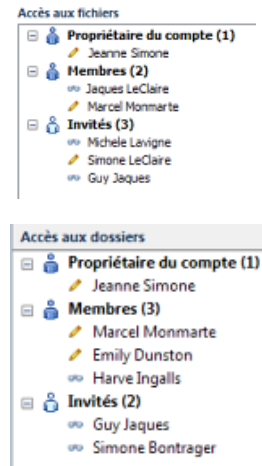 Accès aux fichiers
Propriétaire du compte (1)
Jeanne Simone
Membres (2)
Jaques LeClaire
Marcel Monmarte
Invités (3)
Michele Lavigne
Simone LeClaire
Guy Jaques
Accès aux dossiers
Propriétaire du compte (1)
Jeanne Simone
Membres (3)
Marcel Monmarte
Emily Dunston
Harve Ingalls
Invités (2)
Guy Jaques
Simone Bontrager